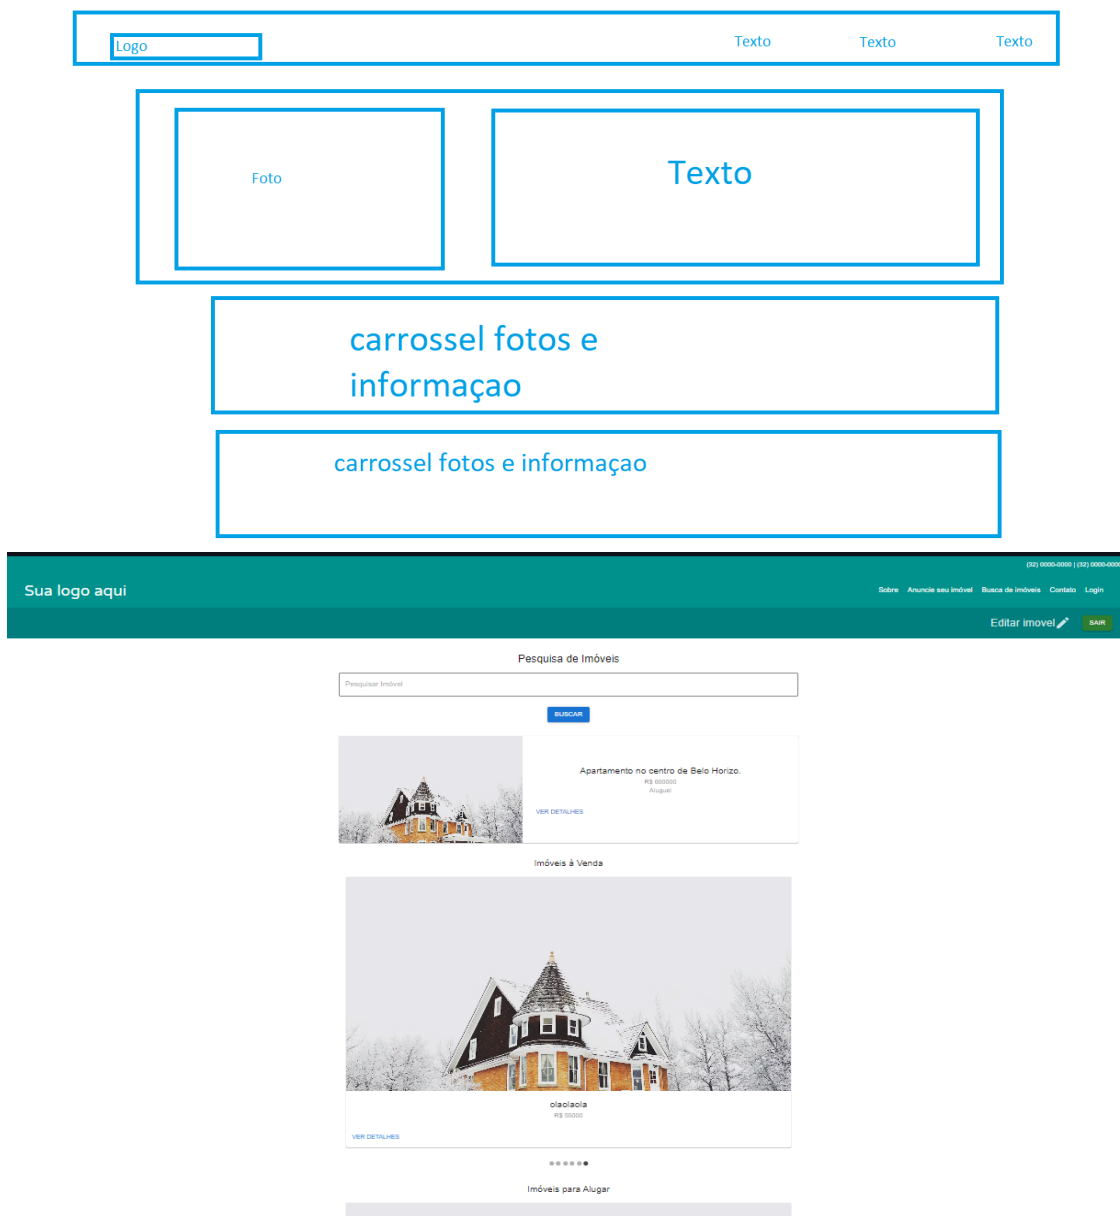 Logo
Texto
Texto
Texto
Foto
Texto
carrossel fotos e
informaçao
carrossel fotos e informaçao
(32) 0000-0000 | (32) 0000-0000
Sua logo aqui
Sobre Anuncie seu imóvel Busca de imóveis Contato Login
Editar imovel SAIR
Pesquisa de Imóveis
Pesquisar Imóvel
BUSCAR
Apartamento no centro de Belo Horizo.
R$ 600000
Aluguel
VER DETALHES
Imóveis à Venda
olaolaola
R$ 55000
VER DETALHES
Imóveis para Alugar